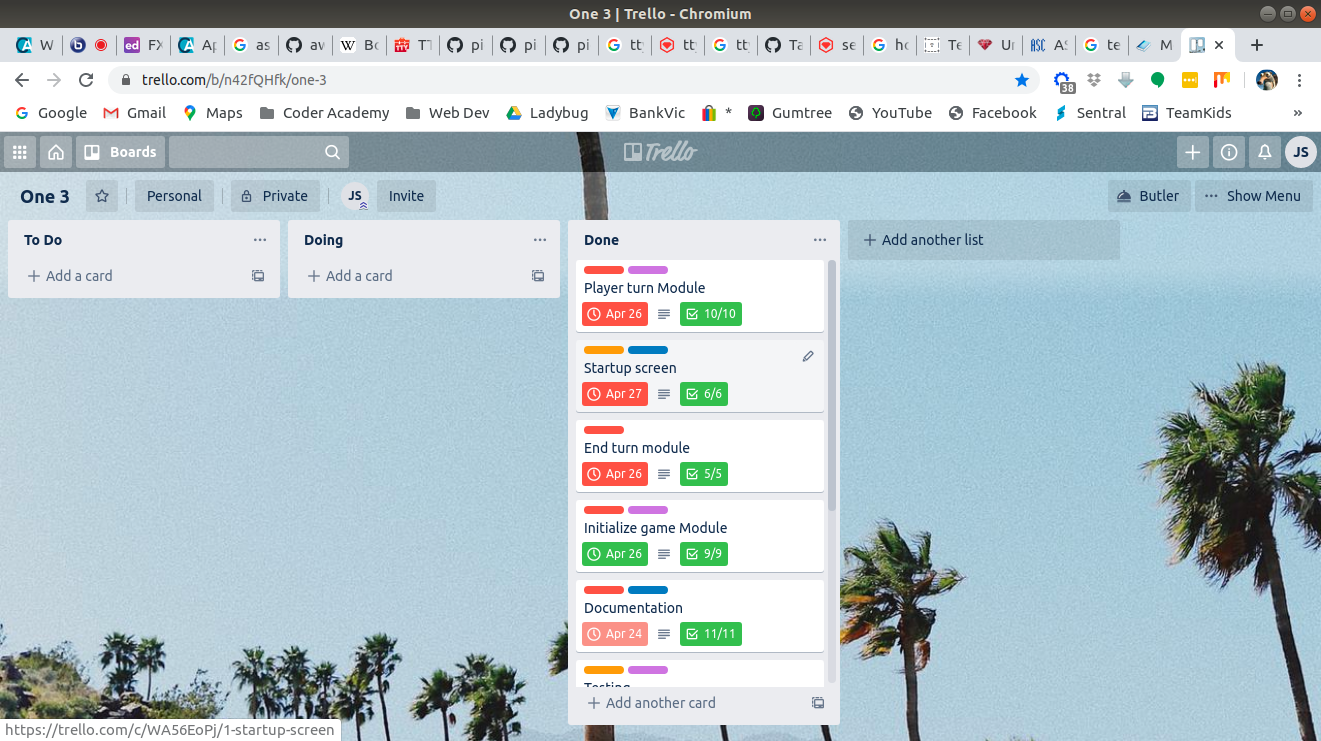 One 3 | Trello - Chromium
W
FX
Ap
as
av
W Bo
TT
pi
pi
pi
tty
tty
tty
Ta
se
ho
Te
Un
ASC AS
te
M
trello.com/b/n42fQHfk/one-3
38
Google Gmail Maps Coder Academy Web Dev Ladybug BankVic * Gumtree YouTube Facebook Sentral TeamKids »
Boards Trello JS
One 3 Personal Private JS Invite Butler ... Show Menu
To Do ... Doing ... Done ... + Add another list
+ Add a card + Add a card
Player turn Module
Apr 26 10/10
Startup screen
Apr 27 6/6
End turn module
Apr 26 5/5
Initialize game Module
Apr 26 9/9
Documentation
Apr 24 11/11
Testing
+ Add another card
https://trello.com/c/WA56EoPj/1-startup-screen